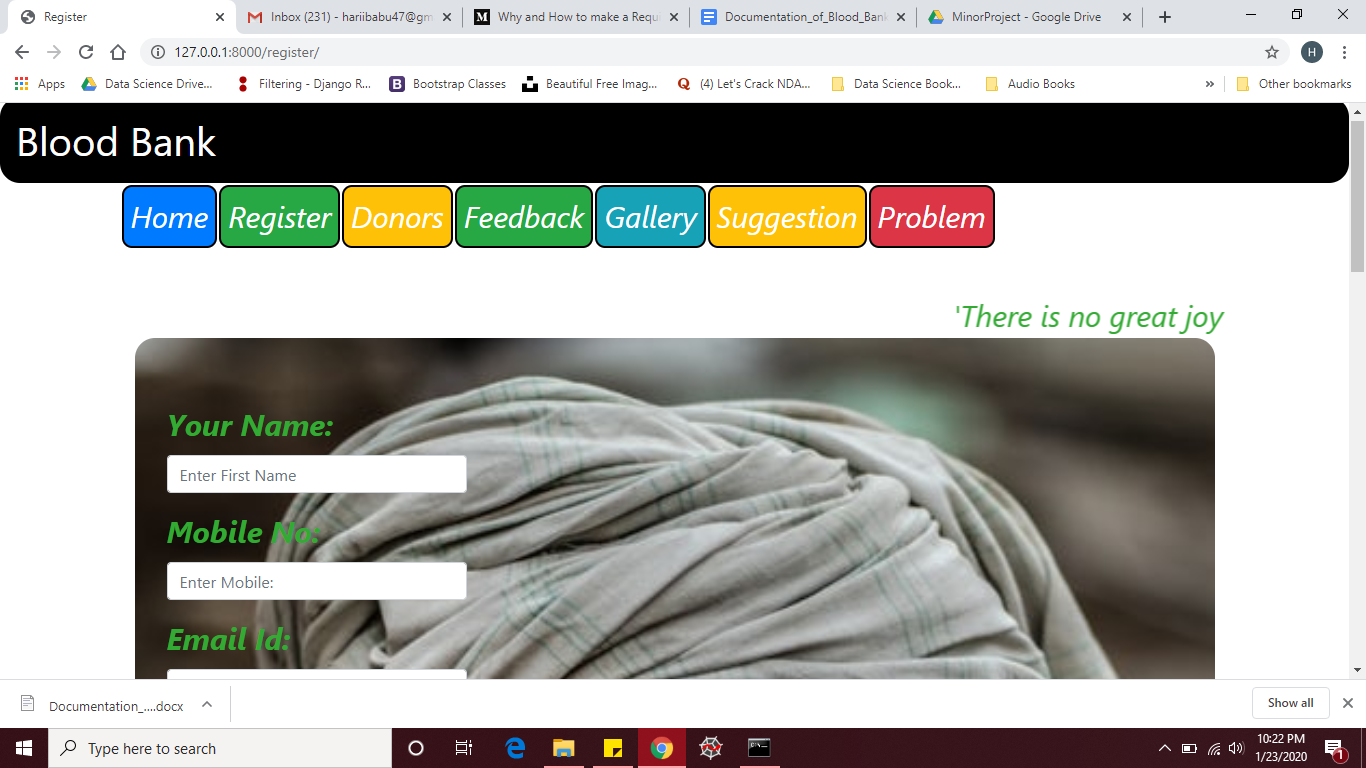 Register
Inbox (231) - hariibabu47@gm
Why and How to make a Requ
Documentation_of_Blood_Bank
MinorProject - Google Drive
127.0.0.1:8000/register/
H
Apps
Data Science Drive...
Filtering - Django R...
B
Bootstrap Classes
Beautiful Free Imag...
(4) Let's Crack NDA...
Data Science Book...
Audio Books
Other bookmarks
Blood Bank
Home
Register
Donors
Feedback
Gallery
Suggestion
Problem
'There is no great joy
Your Name:
Enter First Name
Mobile No:
Enter Mobile:
Email Id:
Documentation_....docx
Show all
Type here to search
10:22 PM
1/23/2020
1